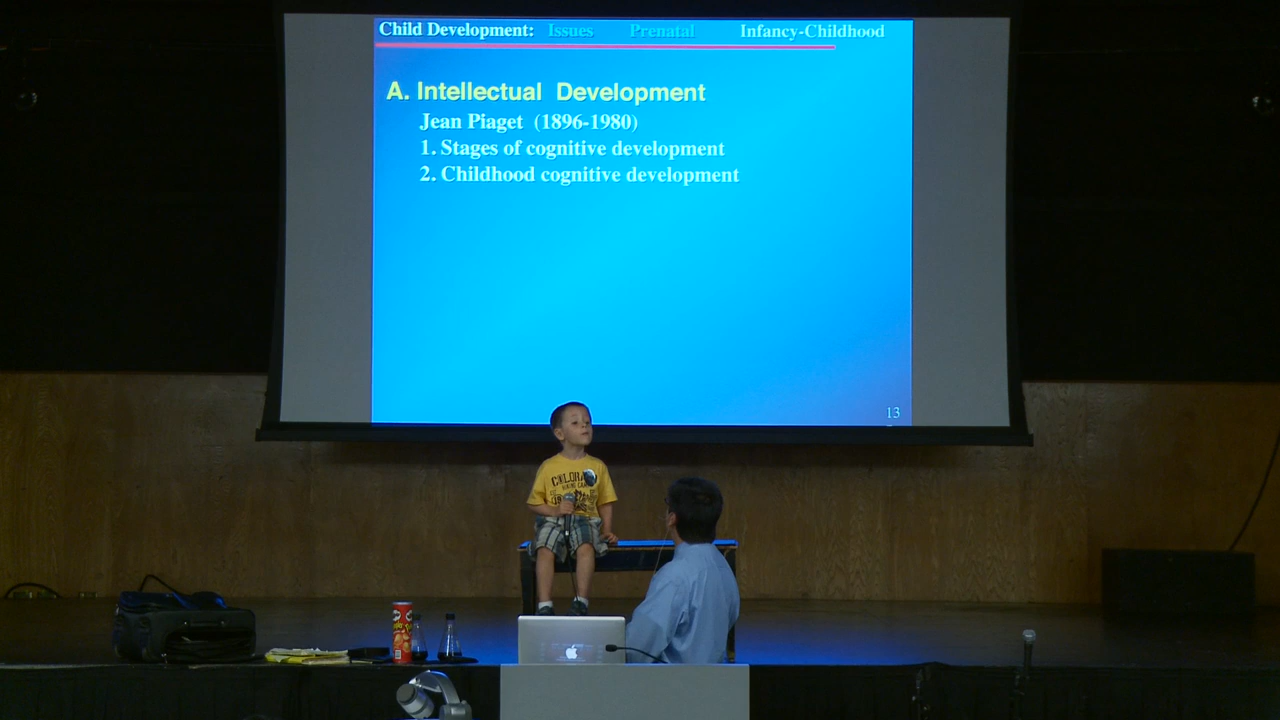 Child Development: Issues Prenatal Infancy-Childhood
A. Intellectual Development
Jean Piaget (1896-1980)
1. Stages of cognitive development
2. Childhood cognitive development
13